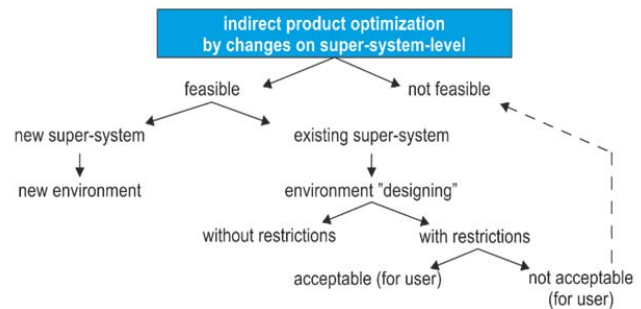 indirect product optimization
by changes on super-system-level
feasible
not feasible
new super-system
existing super-system
new environment
environment ”designing”
without restrictions
with restrictions
acceptable (for user)
not acceptable
(for user)